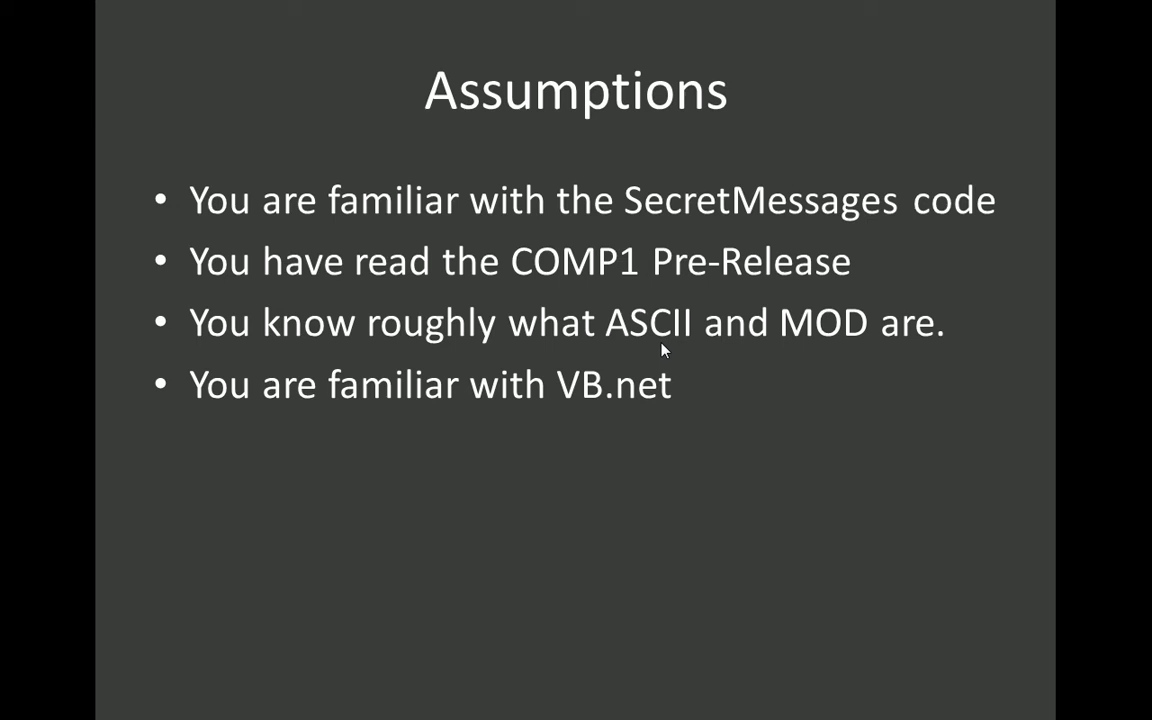 Assumptions
• You are familiar with the SecretMessages code
• You have read the COMP1 Pre-Release
• You know roughly what ASCII and MOD are.
• You are familiar with VB.net